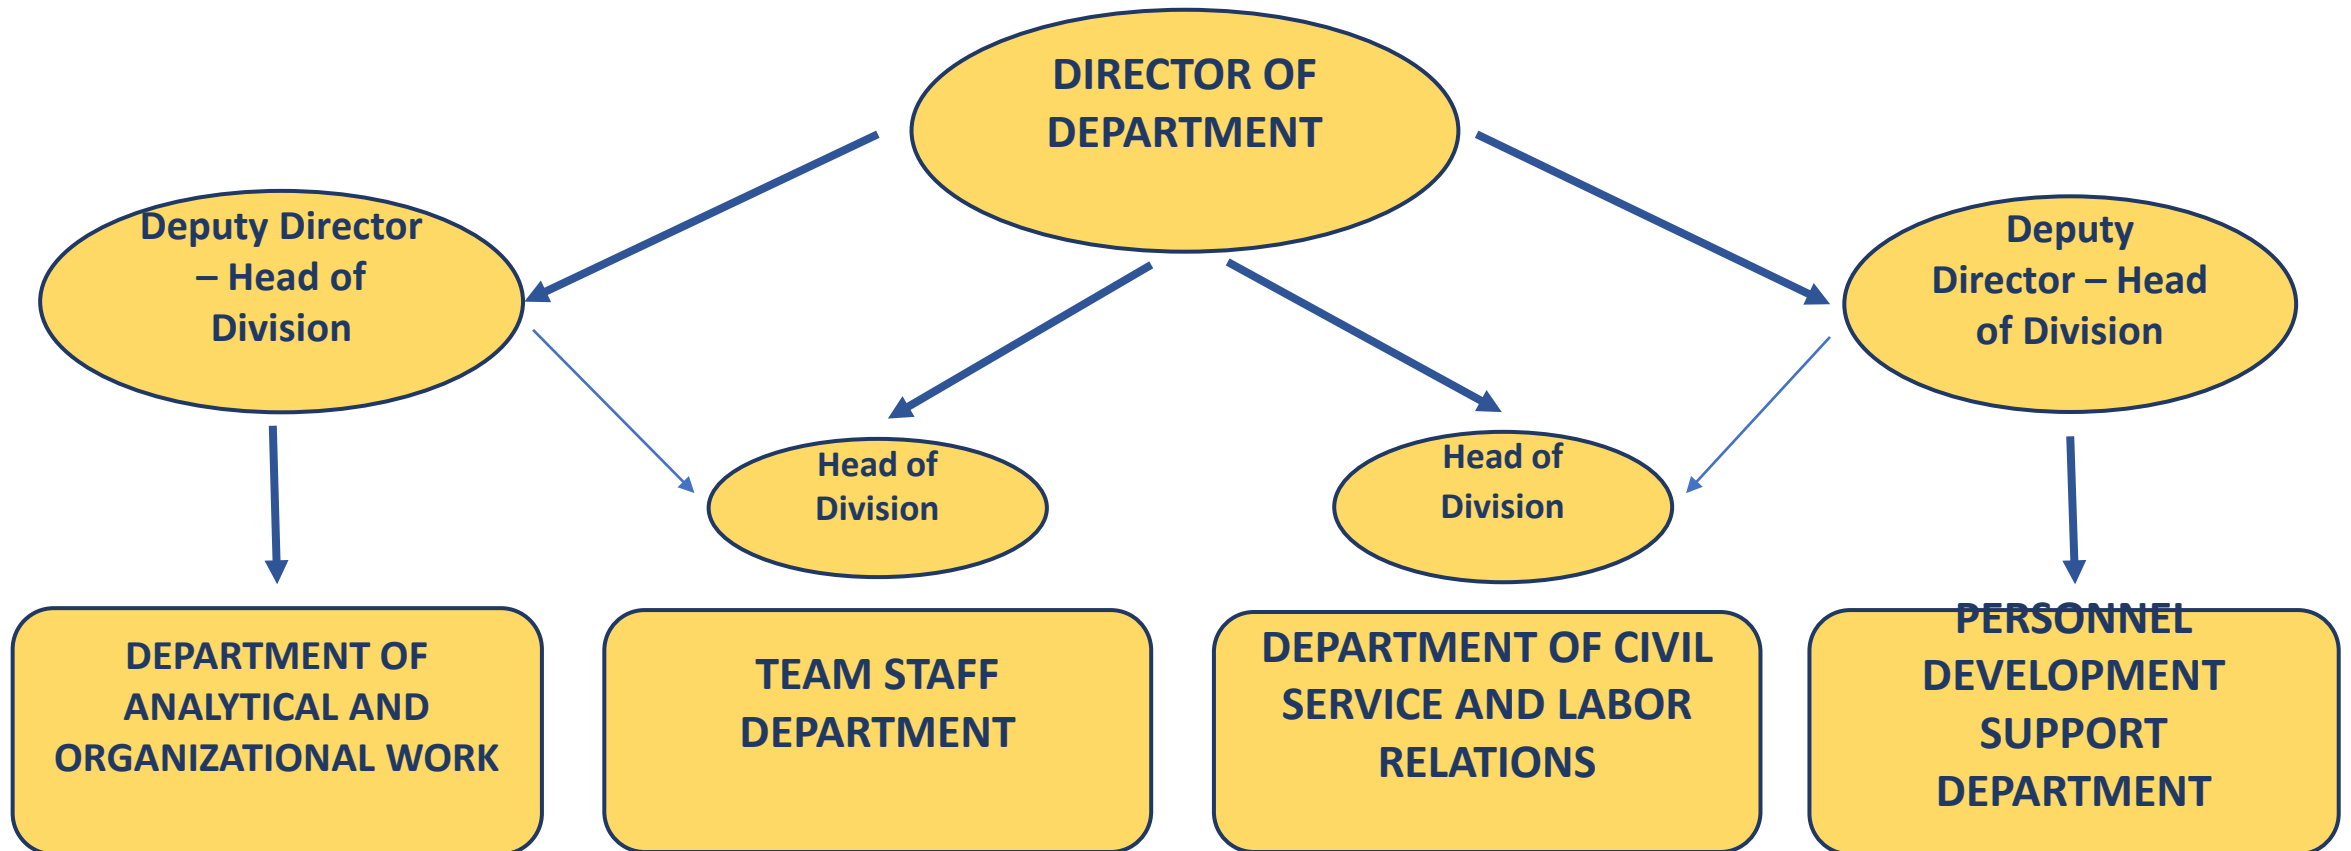 DIRECTOR OF
DEPARTMENT
Deputy Director
– Head of
Division
Deputy
Director – Head
of Division
Head of
Division
Head of
Division
DEPARTMENT OF
ANALYTICAL AND
ORGANIZATIONAL WORK
TEAM STAFF
DEPARTMENT
DEPARTMENT OF CIVIL
SERVICE AND LABOR
RELATIONS
PERSONNEL
DEVELOPMENT
SUPPORT
DEPARTMENT